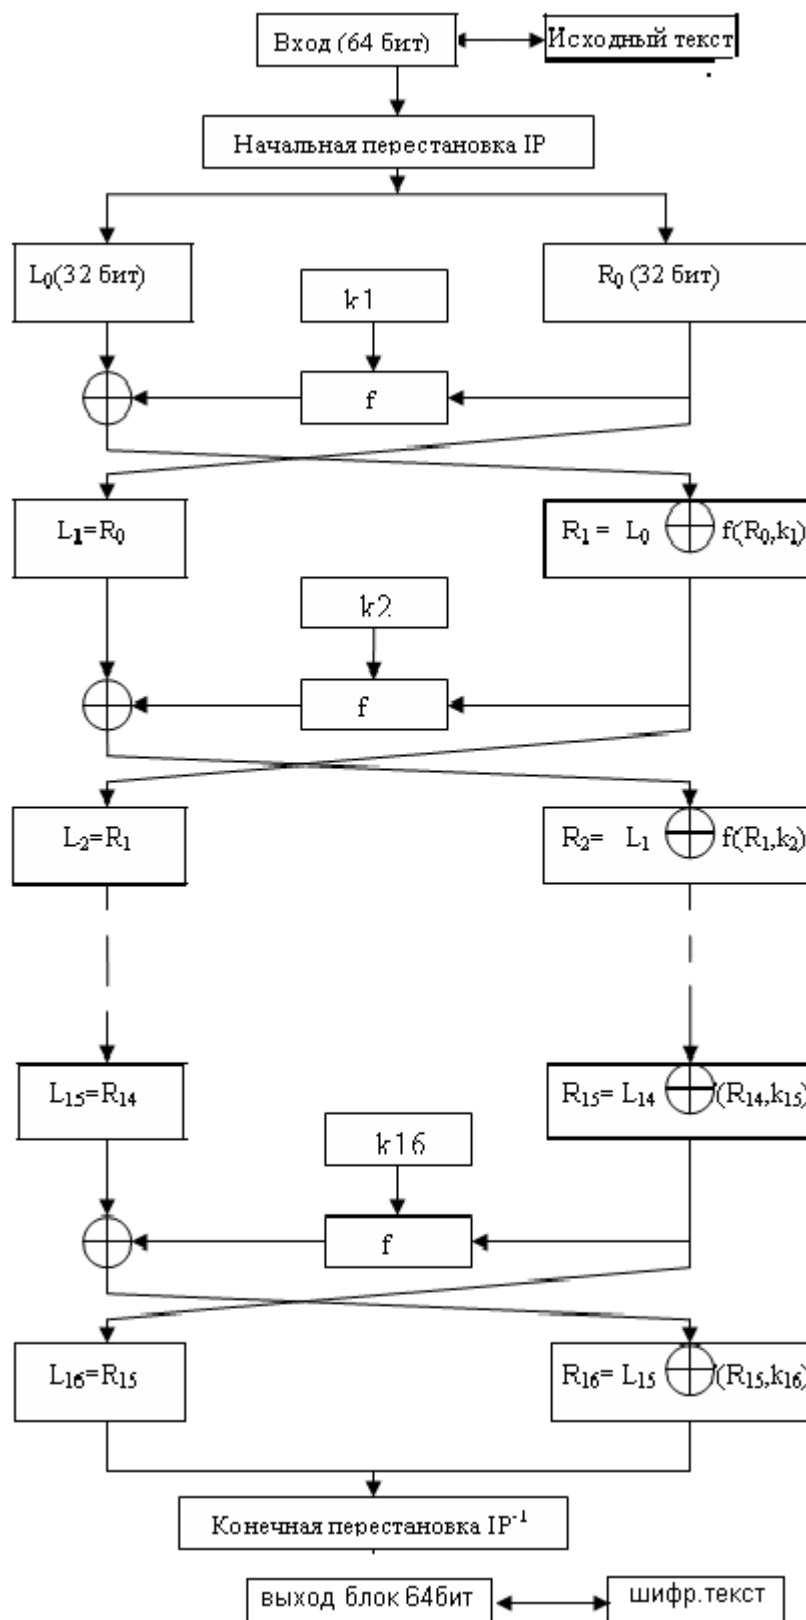 Вход (64 бит) Исходный текст
Начальная перестановка IP
L₀(32 бит) R₀ (32 бит)
k1
f
L₁=R₀ R₁ = L₀ ⊕ f(R₀,k₁)
k2
f
L₂=R₁ R₂= L₁ ⊕ f(R₁,k₂)
L₁₅=R₁₄ R₁₅= L₁₄ ⊕ (R₁₄,k₁₅)
k16
f
L₁₆=R₁₅ R₁₆= L₁₅ ⊕ (R₁₅,k₁₆)
Конечная перестановка IP⁻¹
выход блок 64бит шифр.текст